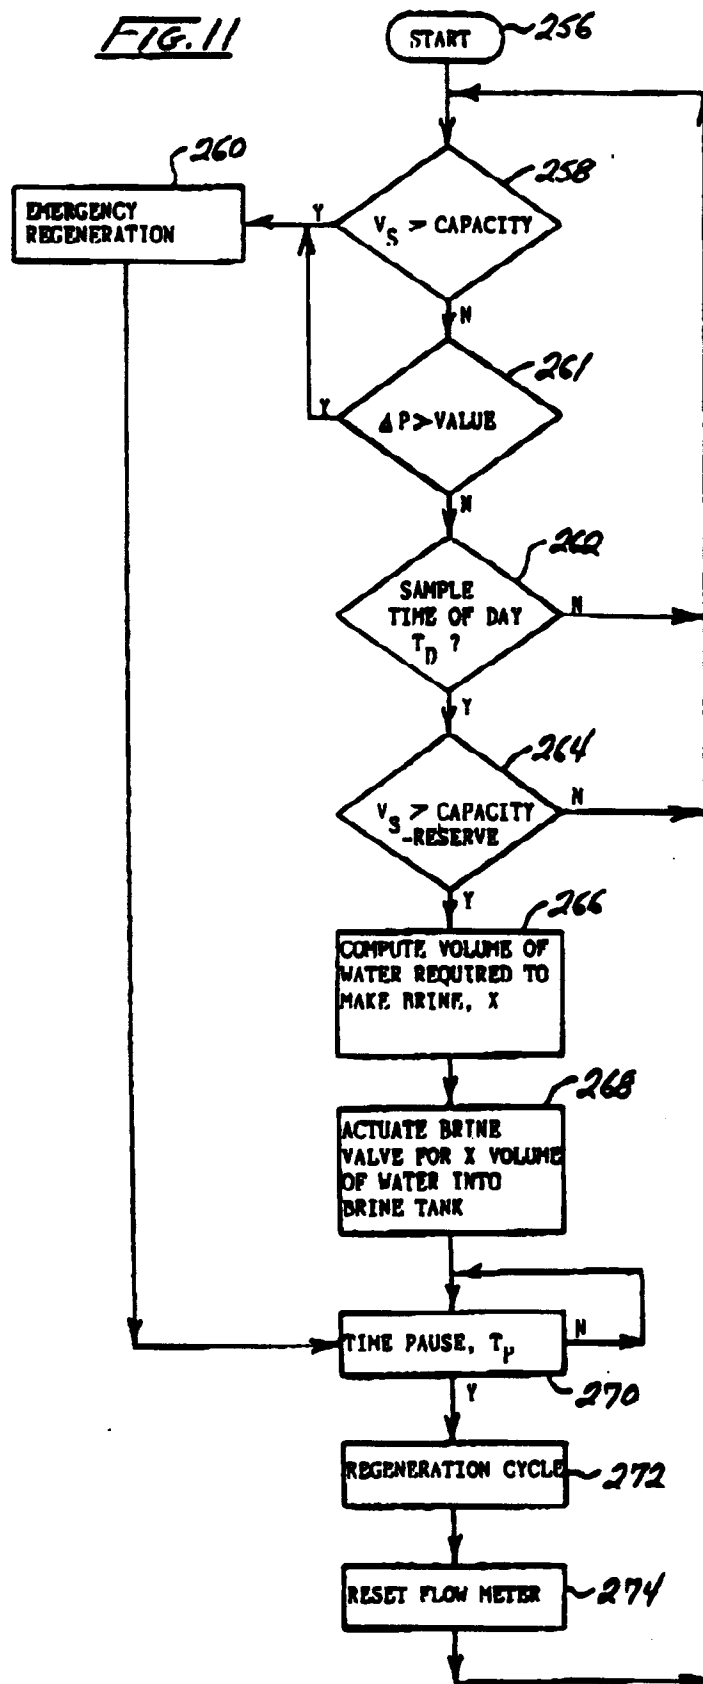 FIG. 11
START
256
260
258
EMERGENCY
REGENERATION
Y
V_S > CAPACITY
N
261
Y
Δ P > VALUE
N
262
SAMPLE
TIME OF DAY
T_D ?
N
Y
264
V_S > CAPACITY
-RESERVE
N
Y
266
COMPUTE VOLUME OF
WATER REQUIRED TO
MAKE BRINE, X
268
ACTUATE BRINE
VALVE FOR X VOLUME
OF WATER INTO
BRINE TANK
TIME PAUSE, T_P
N
270
Y
REGENERATION CYCLE
272
RESET FLOW METER
274